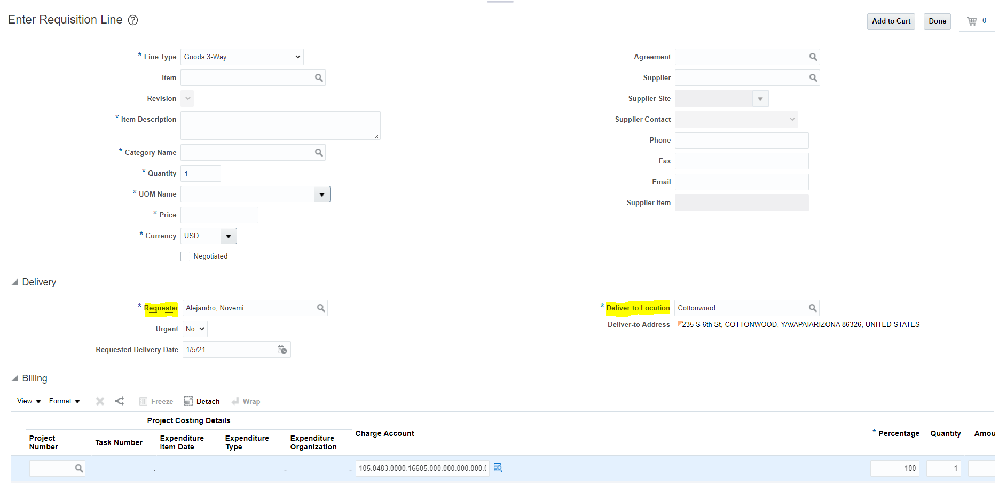 Enter Requisition Line ?
Add to Cart Done 0
* Line Type Goods 3-Way
Item
Revision
* Item Description
* Category Name
* Quantity 1
* UOM Name
* Price
* Currency USD
Negotiated
Agreement
Supplier
Supplier Site
Supplier Contact
Phone
Fax
Email
Supplier Item
Delivery
* Requester Alejandro, Novemi
Urgent No
Requested Delivery Date 1/5/21
* Deliver-to Location Cottonwood
Deliver-to Address 235 S 6th St, COTTONWOOD, YAVAPAIARIZONA 86326, UNITED STATES
Billing
View Format Freeze Detach Wrap
Project Costing Details
Project Number Task Number Expenditure Item Date Expenditure Type Expenditure Organization Charge Account * Percentage Quantity Amou
105.0483.0000.16605.000.000.000.000.( 100 1